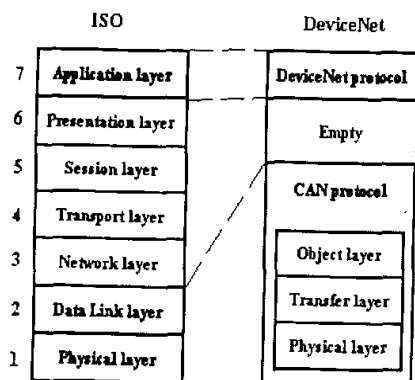 ISO
DeviceNet
7 Application layer
DeviceNet protocol
6 Presentation layer
Empty
5 Session layer
CAN protocol
4 Transport layer
3 Network layer
Object layer
2 Data Link layer
Transfer layer
1 Physical layer
Physical layer